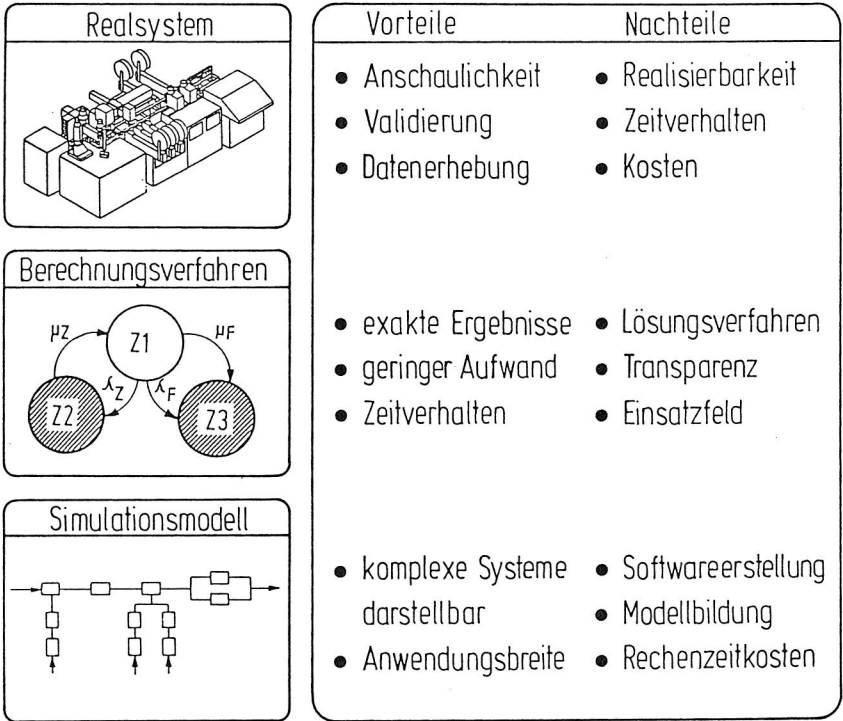 Realsystem
Vorteile
Nachteile
• Anschaulichkeit
• Validierung
• Datenerhebung
• Realisierbarkeit
• Zeitverhalten
• Kosten
Berechnungsverfahren
μZ
Z1
μF
λZ
λF
Z2
Z3
• exakte Ergebnisse
• geringer Aufwand
• Zeitverhalten
• Lösungsverfahren
• Transparenz
• Einsatzfeld
Simulationsmodell
• komplexe Systeme
darstellbar
• Anwendungsbreite
• Softwareerstellung
• Modellbildung
• Rechenzeitkosten